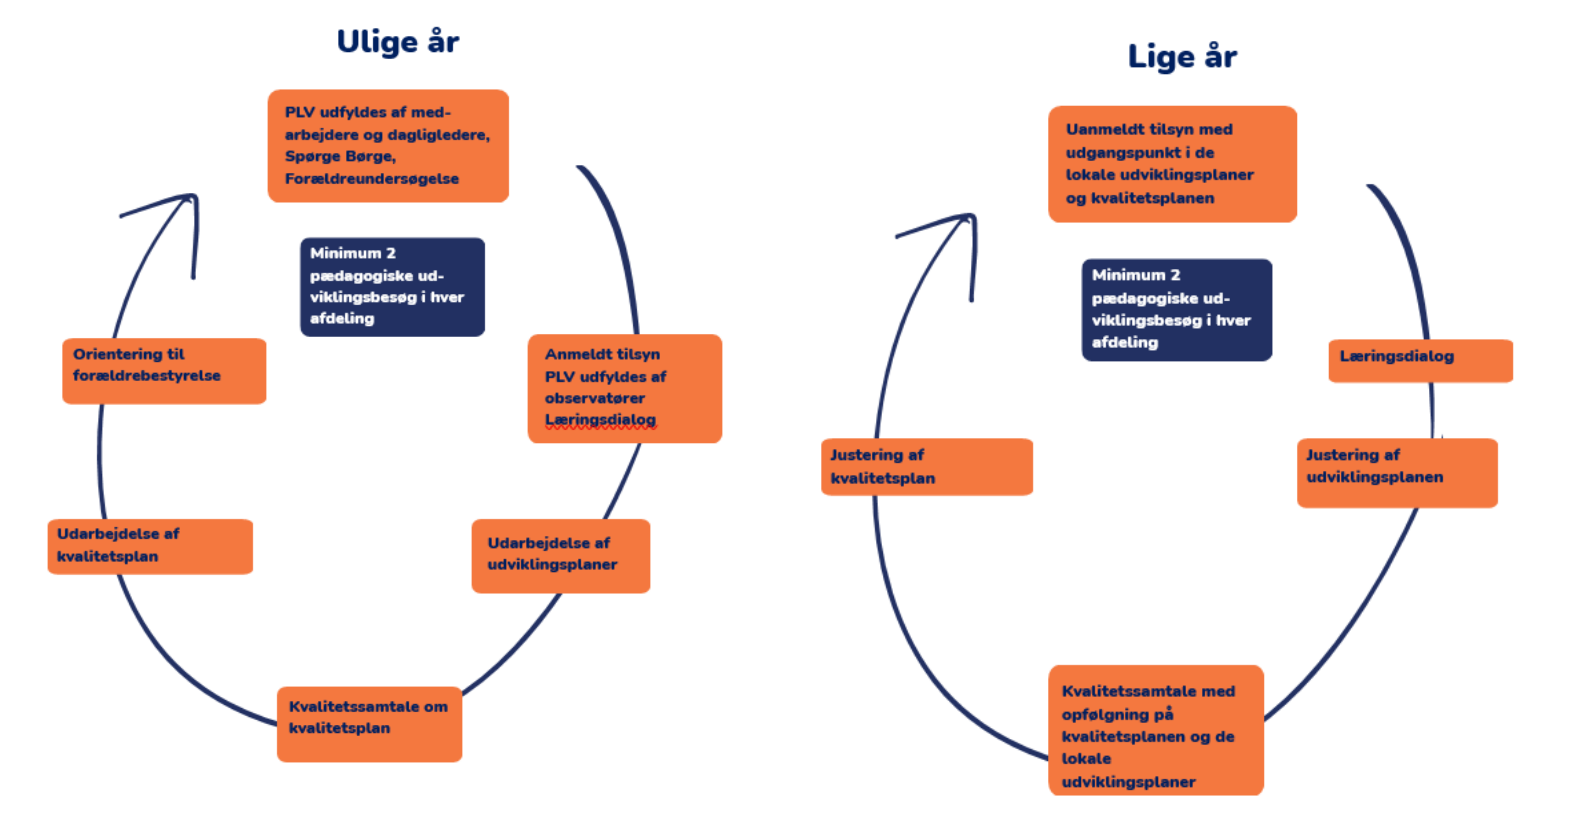 Ulige år
PLV udfyldes af med-
arbejdere og dagligledere,
Spørge Børge,
Forældreundersøgelse
Minimum 2
pædagogiske ud-
viklingsbesøg i hver
afdeling
Anmeldt tilsyn
PLV udfyldes af
observatører
Læringsdialog
Udarbejdelse af
udviklingsplaner
Kvalitetssamtale om
kvalitetsplan
Udarbejdelse af
kvalitetsplan
Orientering til
forældrebestyrelse
Lige år
Uanmeldt tilsyn med
udgangspunkt i de
lokale udviklingsplaner
og kvalitetsplanen
Minimum 2
pædagogiske ud-
viklingsbesøg i hver
afdeling
Læringsdialog
Justering af
udviklingsplanen
Kvalitetssamtale med
opfølgning på
kvalitetsplanen og de
lokale
udviklingsplaner
Justering af
kvalitetsplan